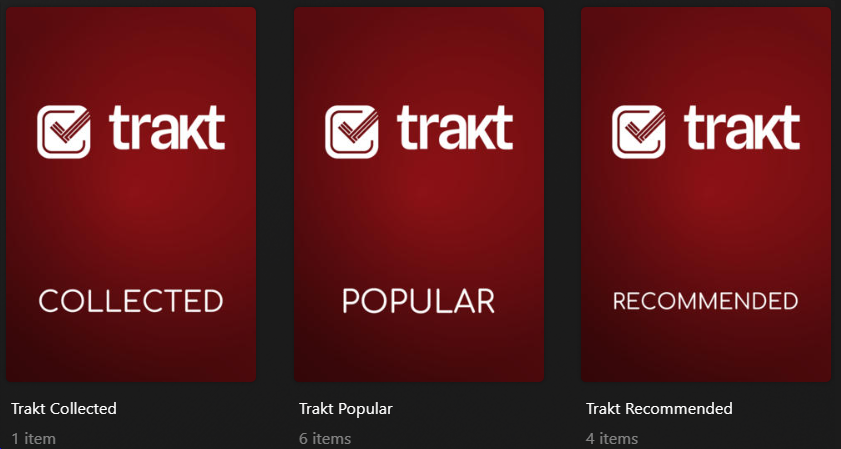 trakt
COLLECTED
Trakt Collected
1 item
trakt
POPULAR
Trakt Popular
6 items
trakt
RECOMMENDED
Trakt Recommended
4 items